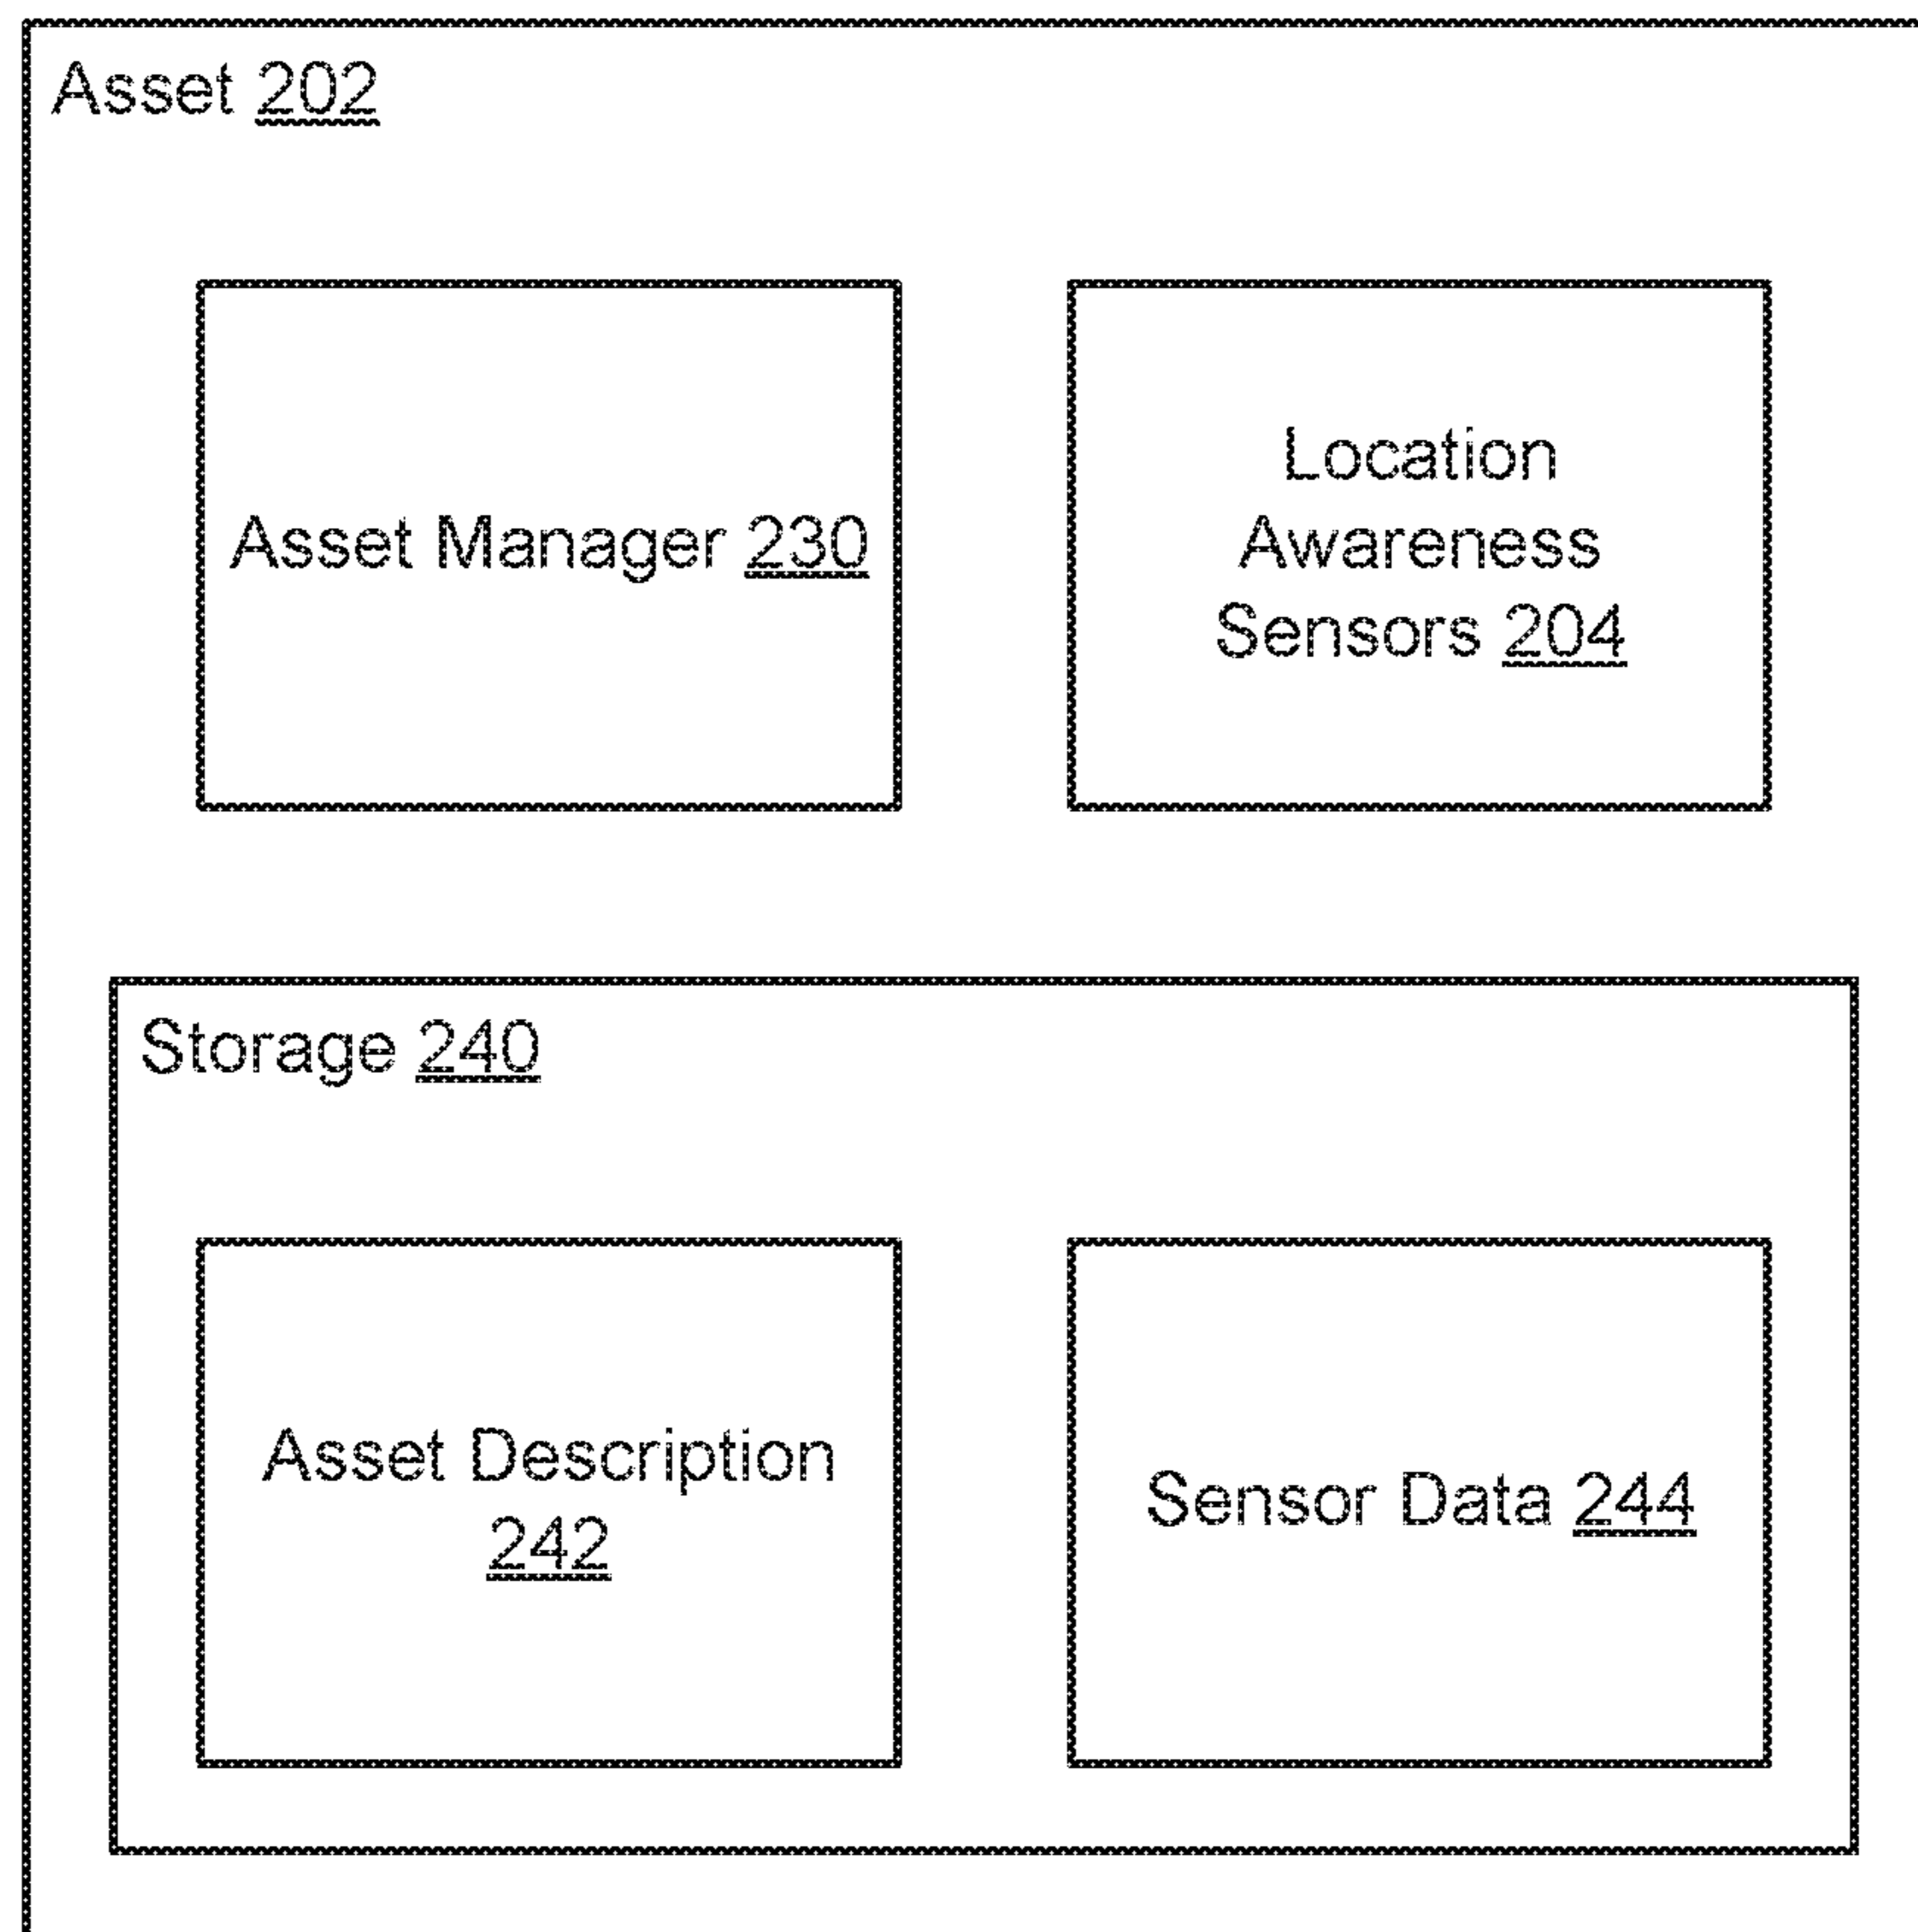 Asset 202
Asset Manager 230
Location
Awareness
Sensors 204
Storage 240
Asset Description
242
Sensor Data 244